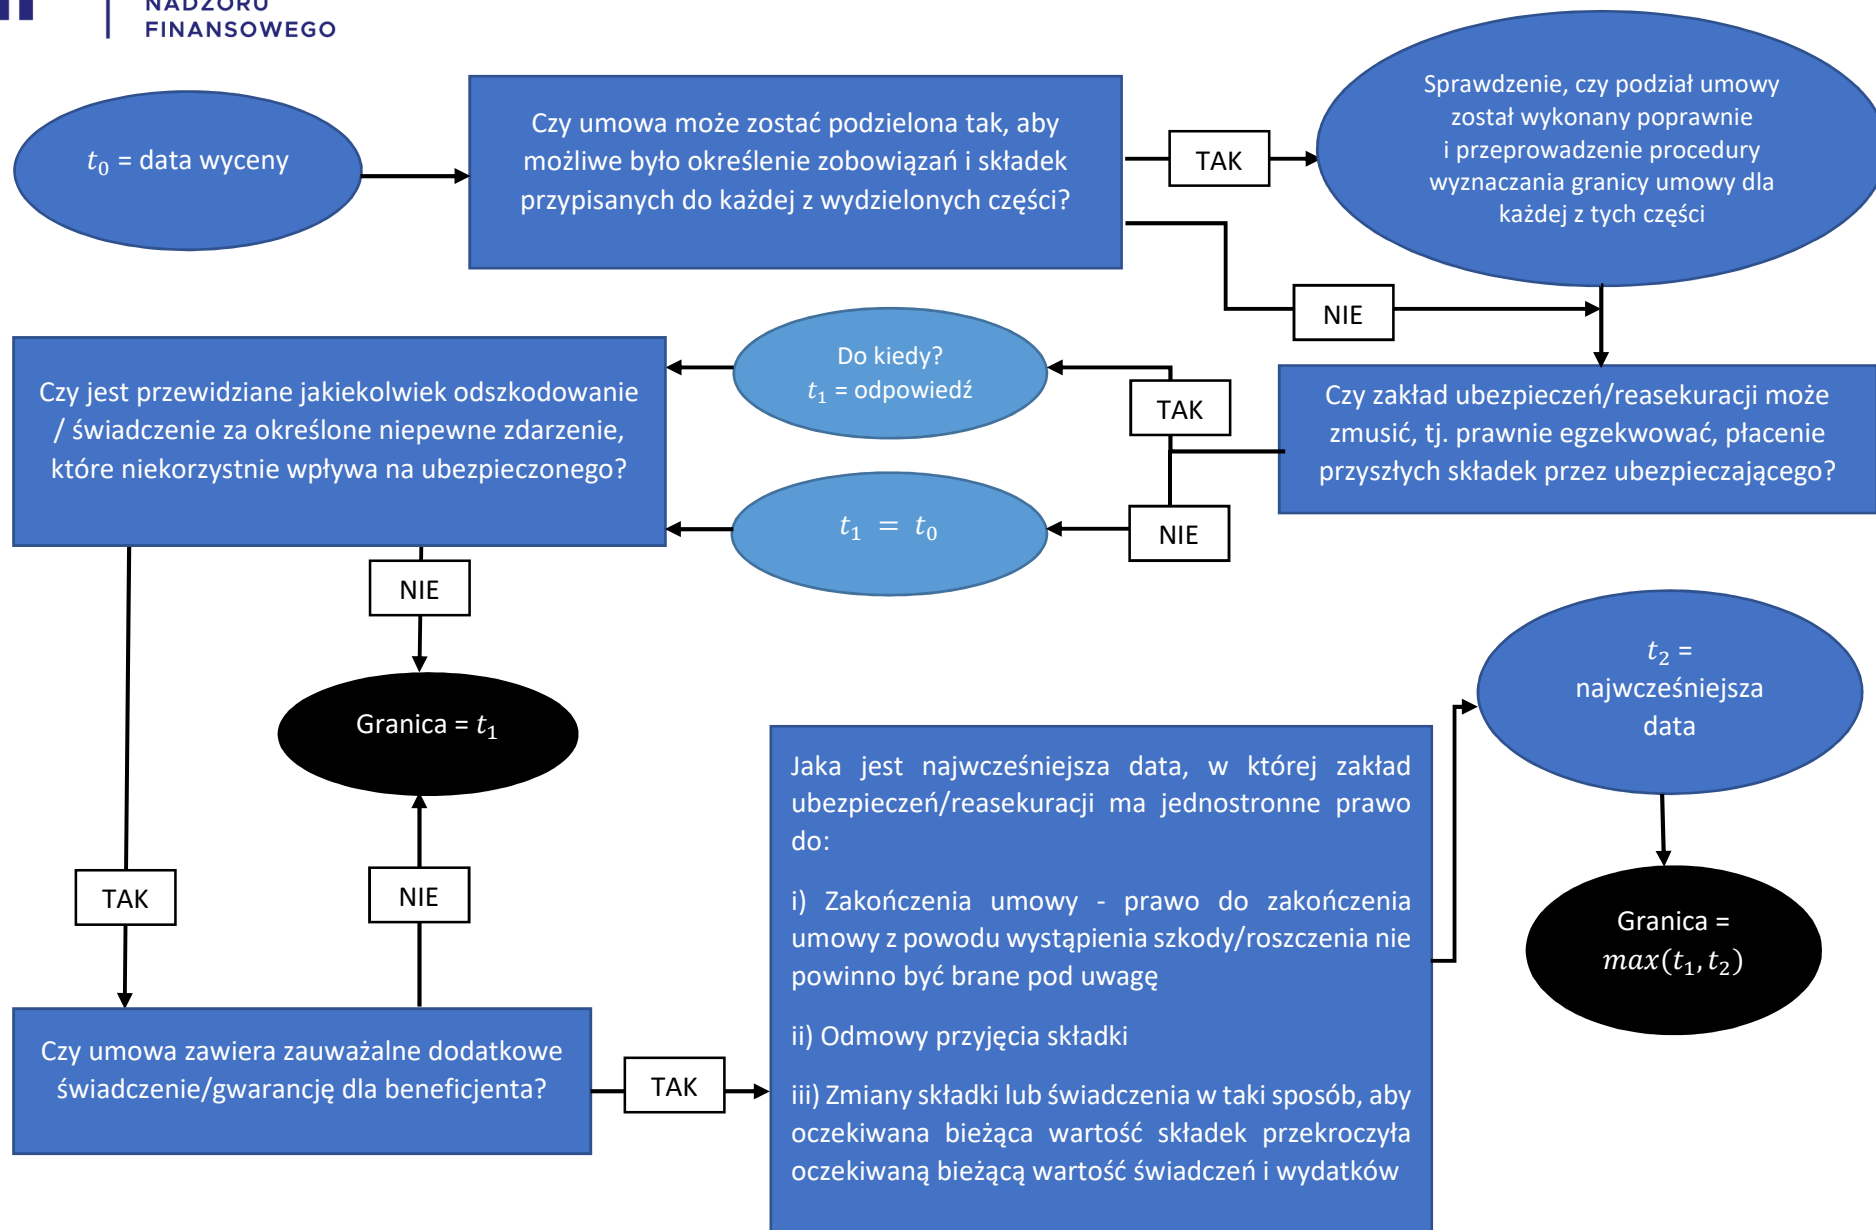 NADZORU
FINANSOWEGO
t₀ = data wyceny
Czy umowa może zostać podzielona tak, aby
możliwe było określenie zobowiązań i składek
przypisanych do każdej z wydzielonych części?
TAK
Sprawdzenie, czy podział umowy
został wykonany poprawnie
i przeprowadzenie procedury
wyznaczania granicy umowy dla
każdej z tych części
NIE
Czy zakład ubezpieczeń/reasekuracji może
zmusić, tj. prawnie egzekwować, płacenie
przyszłych składek przez ubezpieczającego?
TAK
Do kiedy?
t₁ = odpowiedź
NIE
t₁ = t₀
Czy jest przewidziane jakiekolwiek odszkodowanie
/ świadczenie za określone niepewne zdarzenie,
które niekorzystnie wpływa na ubezpieczonego?
NIE
Granica = t₁
TAK
NIE
Czy umowa zawiera zauważalne dodatkowe
świadczenie/gwarancję dla beneficjenta?
TAK
Jaka jest najwcześniejsza data, w której zakład
ubezpieczeń/reasekuracji ma jednostronne prawo
do:
i) Zakończenia umowy - prawo do zakończenia
umowy z powodu wystąpienia szkody/roszczenia nie
powinno być brane pod uwagę
ii) Odmowy przyjęcia składki
iii) Zmiany składki lub świadczenia w taki sposób, aby
oczekiwana bieżąca wartość składek przekroczyła
oczekiwaną bieżącą wartość świadczeń i wydatków
t₂ =
najwcześniejsza
data
Granica =
max(t₁, t₂)